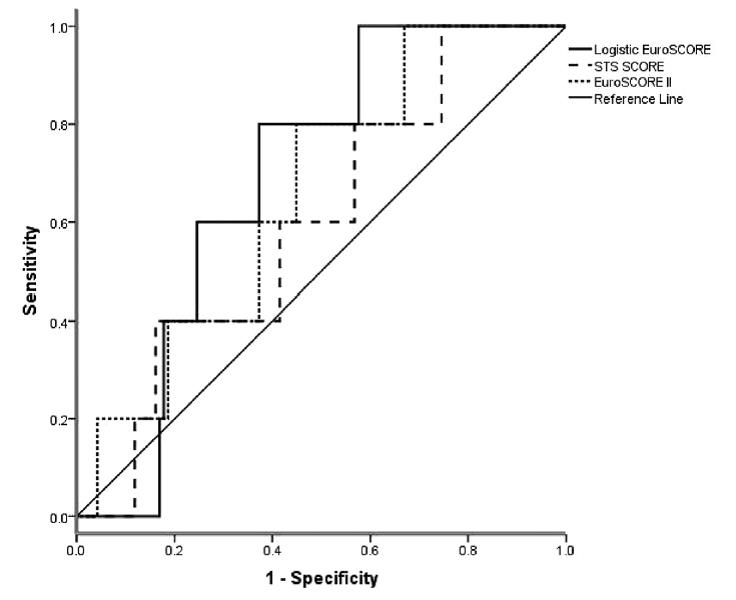 Logistic EuroSCORE
STS SCORE
EuroSCORE II
Reference Line
Sensitivity
1.0
0.8
0.6
0.4
0.2
0.0
0.0 0.2 0.4 0.6 0.8 1.0
1 - Specificity